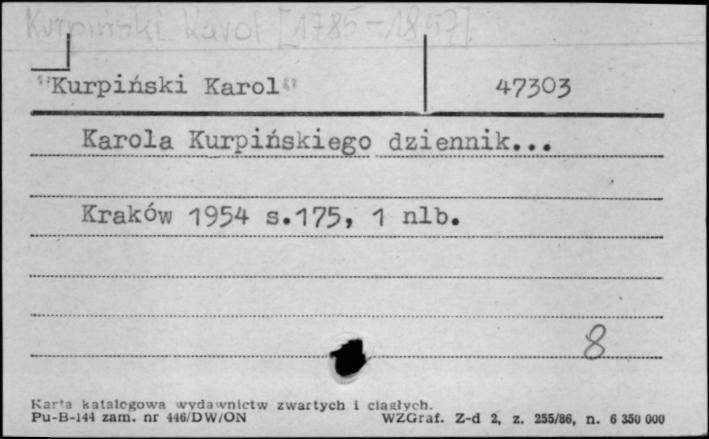 Kurpiński Karol [1785-1857].
"Kurpiński Karol" 47303
Karola Kurpińskiego dziennik...
Kraków 1954 s.175, 1 nlb.
8
Karta katalogowa wydawnictw zwartych i ciągłych.
Pu-B-144 zam. nr 446/DW/ON WZGraf. Z-d 2, z. 255/86, n. 6 350 000